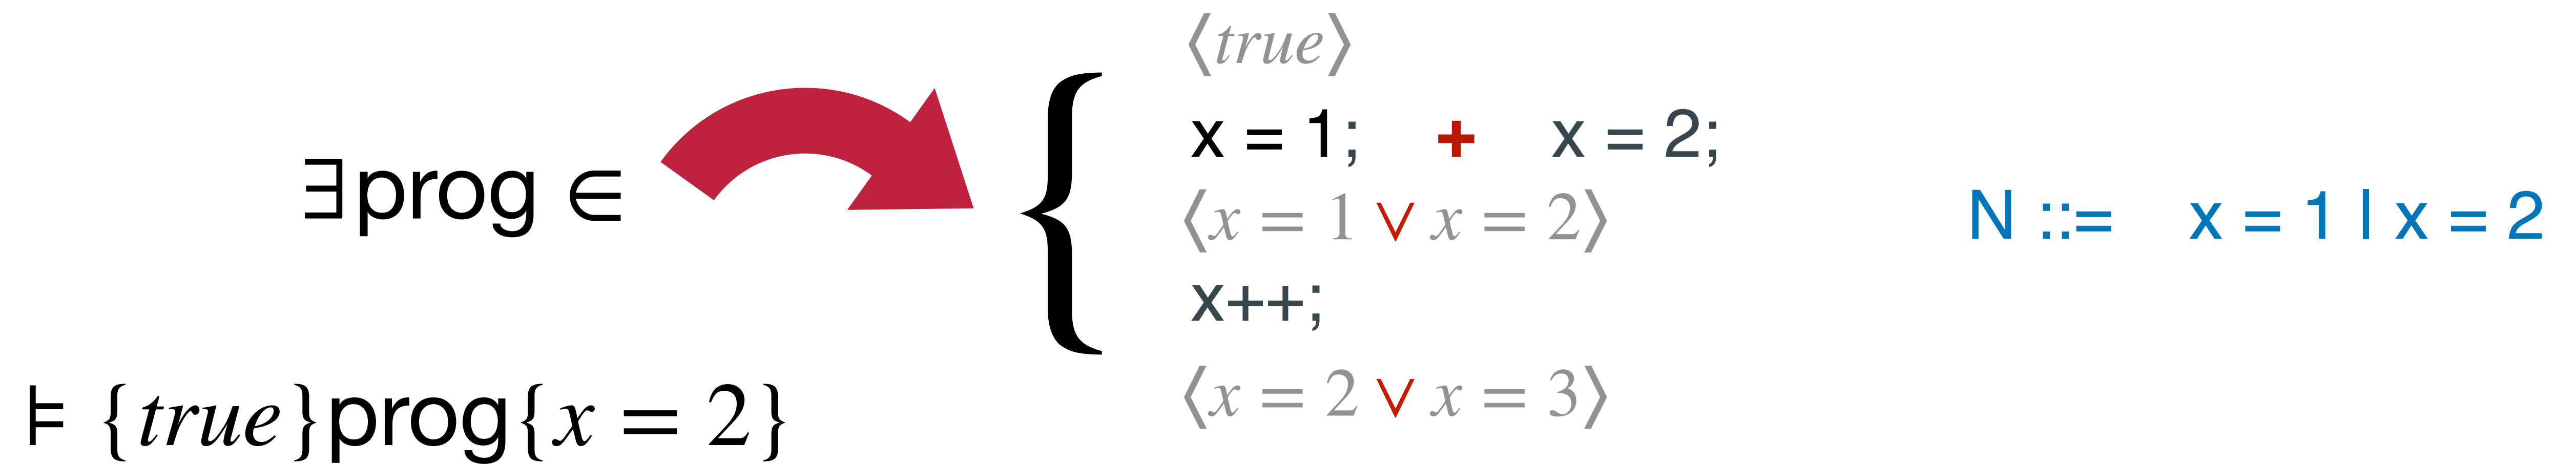 ⟨true⟩
x = 1; + x = 2;
∃prog ∈ {
⟨x = 1 ∨ x = 2⟩
N ::= x = 1 | x = 2
x++;
⊨ {true}prog{x = 2}
⟨x = 2 ∨ x = 3⟩